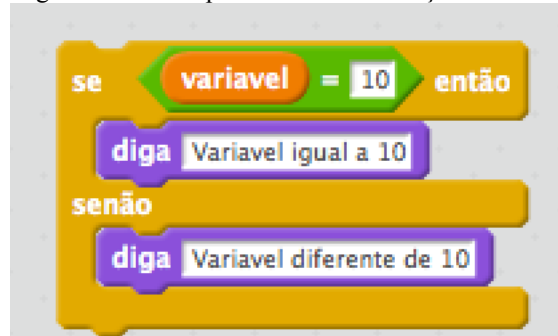 se variavel = 10 então
diga Variavel igual a 10
senão
diga Variavel diferente de 10